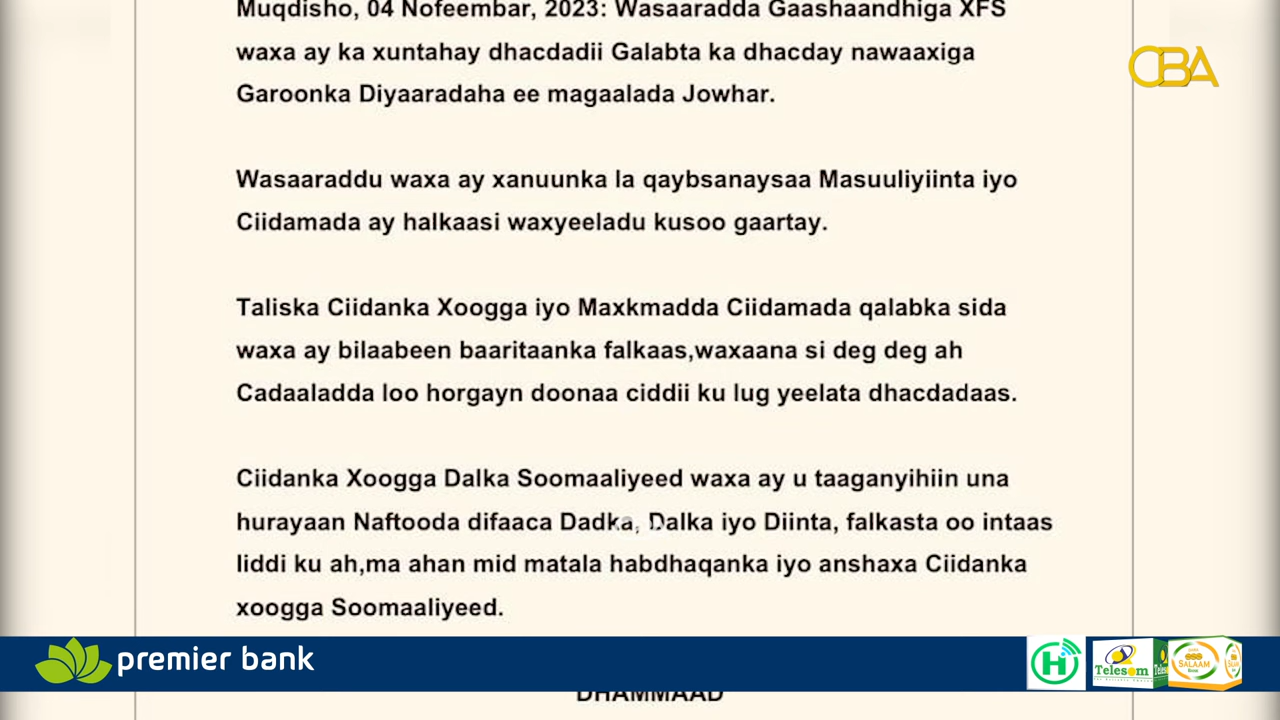 Muqdisho, 04 Nofeembar, 2023: Wasaaradda Gaashaandhiga XFS
waxa ay ka xuntahay dhacdadii Galabta ka dhacday nawaaxiga
Garoonka Diyaaradaha ee magaalada Jowhar.
CBA
Wasaaraddu waxa ay xanuunka la qaybsanaysaa Masuuliyiinta iyo
Ciidamada ay halkaasi waxyeeladu kusoo gaartay.
Taliska Ciidanka Xoogga iyo Maxkmadda Ciidamada qalabka sida
waxa ay bilaabeen baaritaanka falkaas,waxaana si deg deg ah
Cadaaladda loo horgayn doonaa ciddii ku lug yeelata dhacdadaas.
Ciidanka Xoogga Dalka Soomaaliyeed waxa ay u taaganyihiin una
hurayaan Naftooda difaaca Dadka, Dalka iyo Diinta, falkasta oo intaas
liddi ku ah,ma ahan mid matala habdhaqanka iyo anshaxa Ciidanka
xoogga Soomaaliyeed.
premier bank
H
Telesom
SALAAM
DHAMMAAD